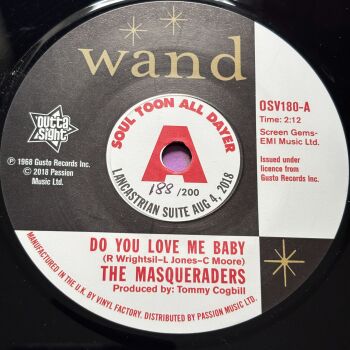 wand
outta
sight
℗ 1968 Gusto Records Inc.
© 2018 Passion
Music Ltd.
SOUL TOON ALL DAYER
A
188/200
LANCASTRIAN SUITE AUG 4, 2018
OSV180-A
Time: 2:12
Screen Gems-
EMI Music Ltd.
Issued under
licence from
Gusto Records Inc.
DO YOU LOVE ME BABY
(R Wrightsil–L Jones–C Moore)
THE MASQUERADERS
Produced by: Tommy Cogbill
MANUFACTURED IN THE U.K. BY VINYL FACTORY. DISTRIBUTED BY PASSION MUSIC LTD.